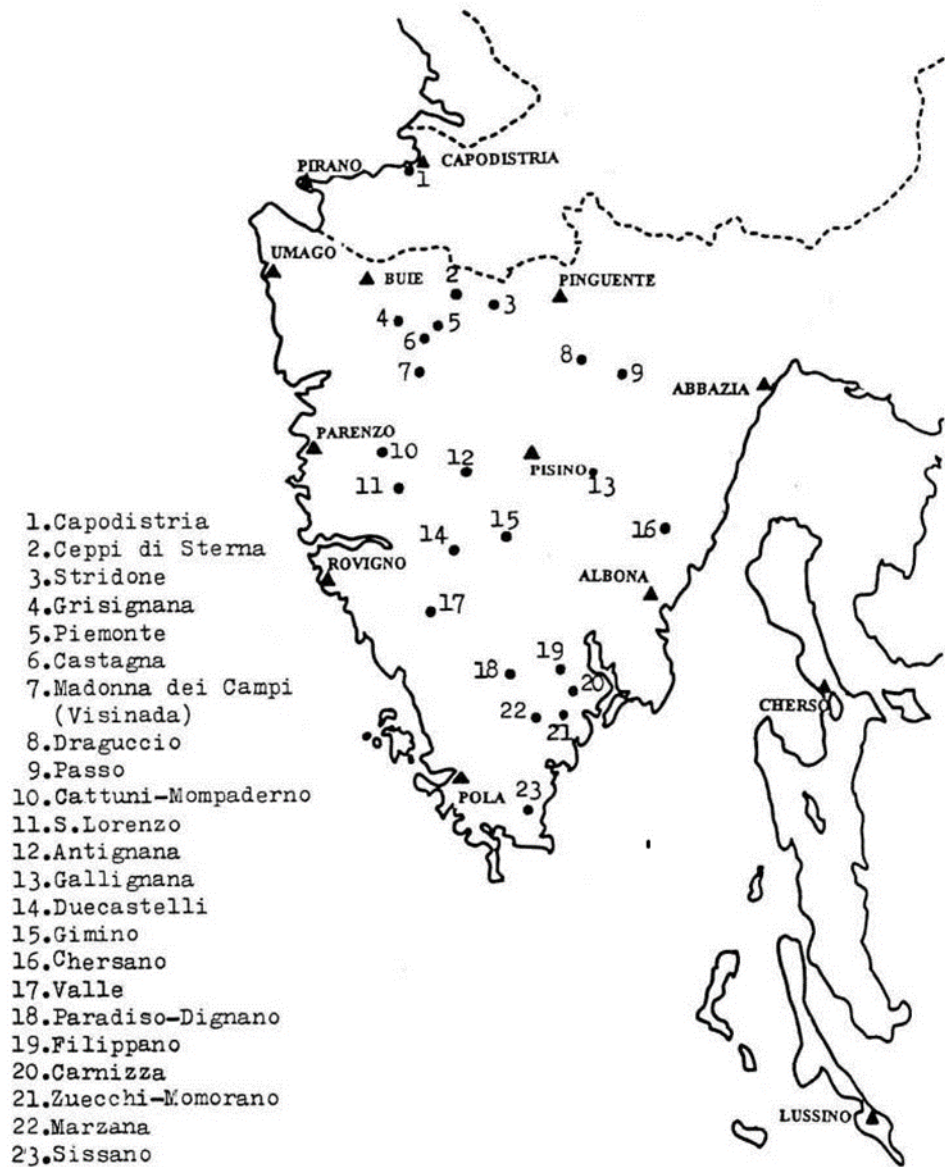 CAPODISTRIA
PIRANO
1
UMAGO
BUIE
2
PINGUENTE
3
4
5
6
7
8
9
ABBAZIA
PARENZO
10
12
PISINO
13
11
16
14
15
ROVIGNO
ALBONA
17
19
18
20
CHERSO
22
21
POLA
23
LUSSINO
1.Capodistria
2.Ceppi di Sterna
3.Stridone
4.Grisignana
5.Piemonte
6.Castagna
7.Madonna dei Campi
(Visinada)
8.Draguccio
9.Passo
10.Cattuni-Mompaderno
11.S.Lorenzo
12.Antignana
13.Gallignana
14.Duecastelli
15.Gimino
16.Chersano
17.Valle
18.Paradiso-Dignano
19.Filippano
20.Carnizza
21.Zuecchi-Momorano
22.Marzana
23.Sissano